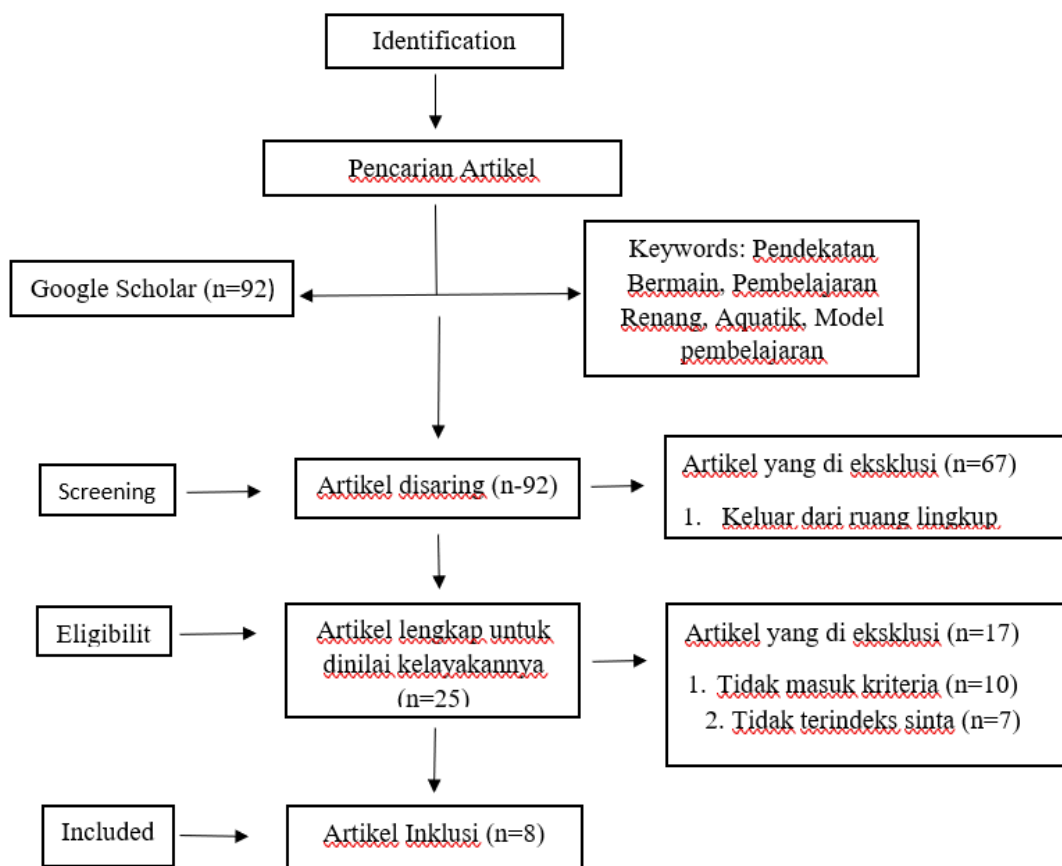 Identification
Pencarian Artikel
Google Scholar (n=92)
Keywords: Pendekatan
Bermain, Pembelajaran
Renang, Aquatik, Model
pembelajaran
Screening
Artikel disaring (n-92)
Artikel yang di eksklusi (n=67)
1. Keluar dari ruang lingkup
Eligibilit
Artikel lengkap untuk
dinilai kelayakannya
(n=25)
Artikel yang di eksklusi (n=17)
1. Tidak masuk kriteria (n=10)
2. Tidak terindeks sinta (n=7)
Included
Artikel Inklusi (n=8)